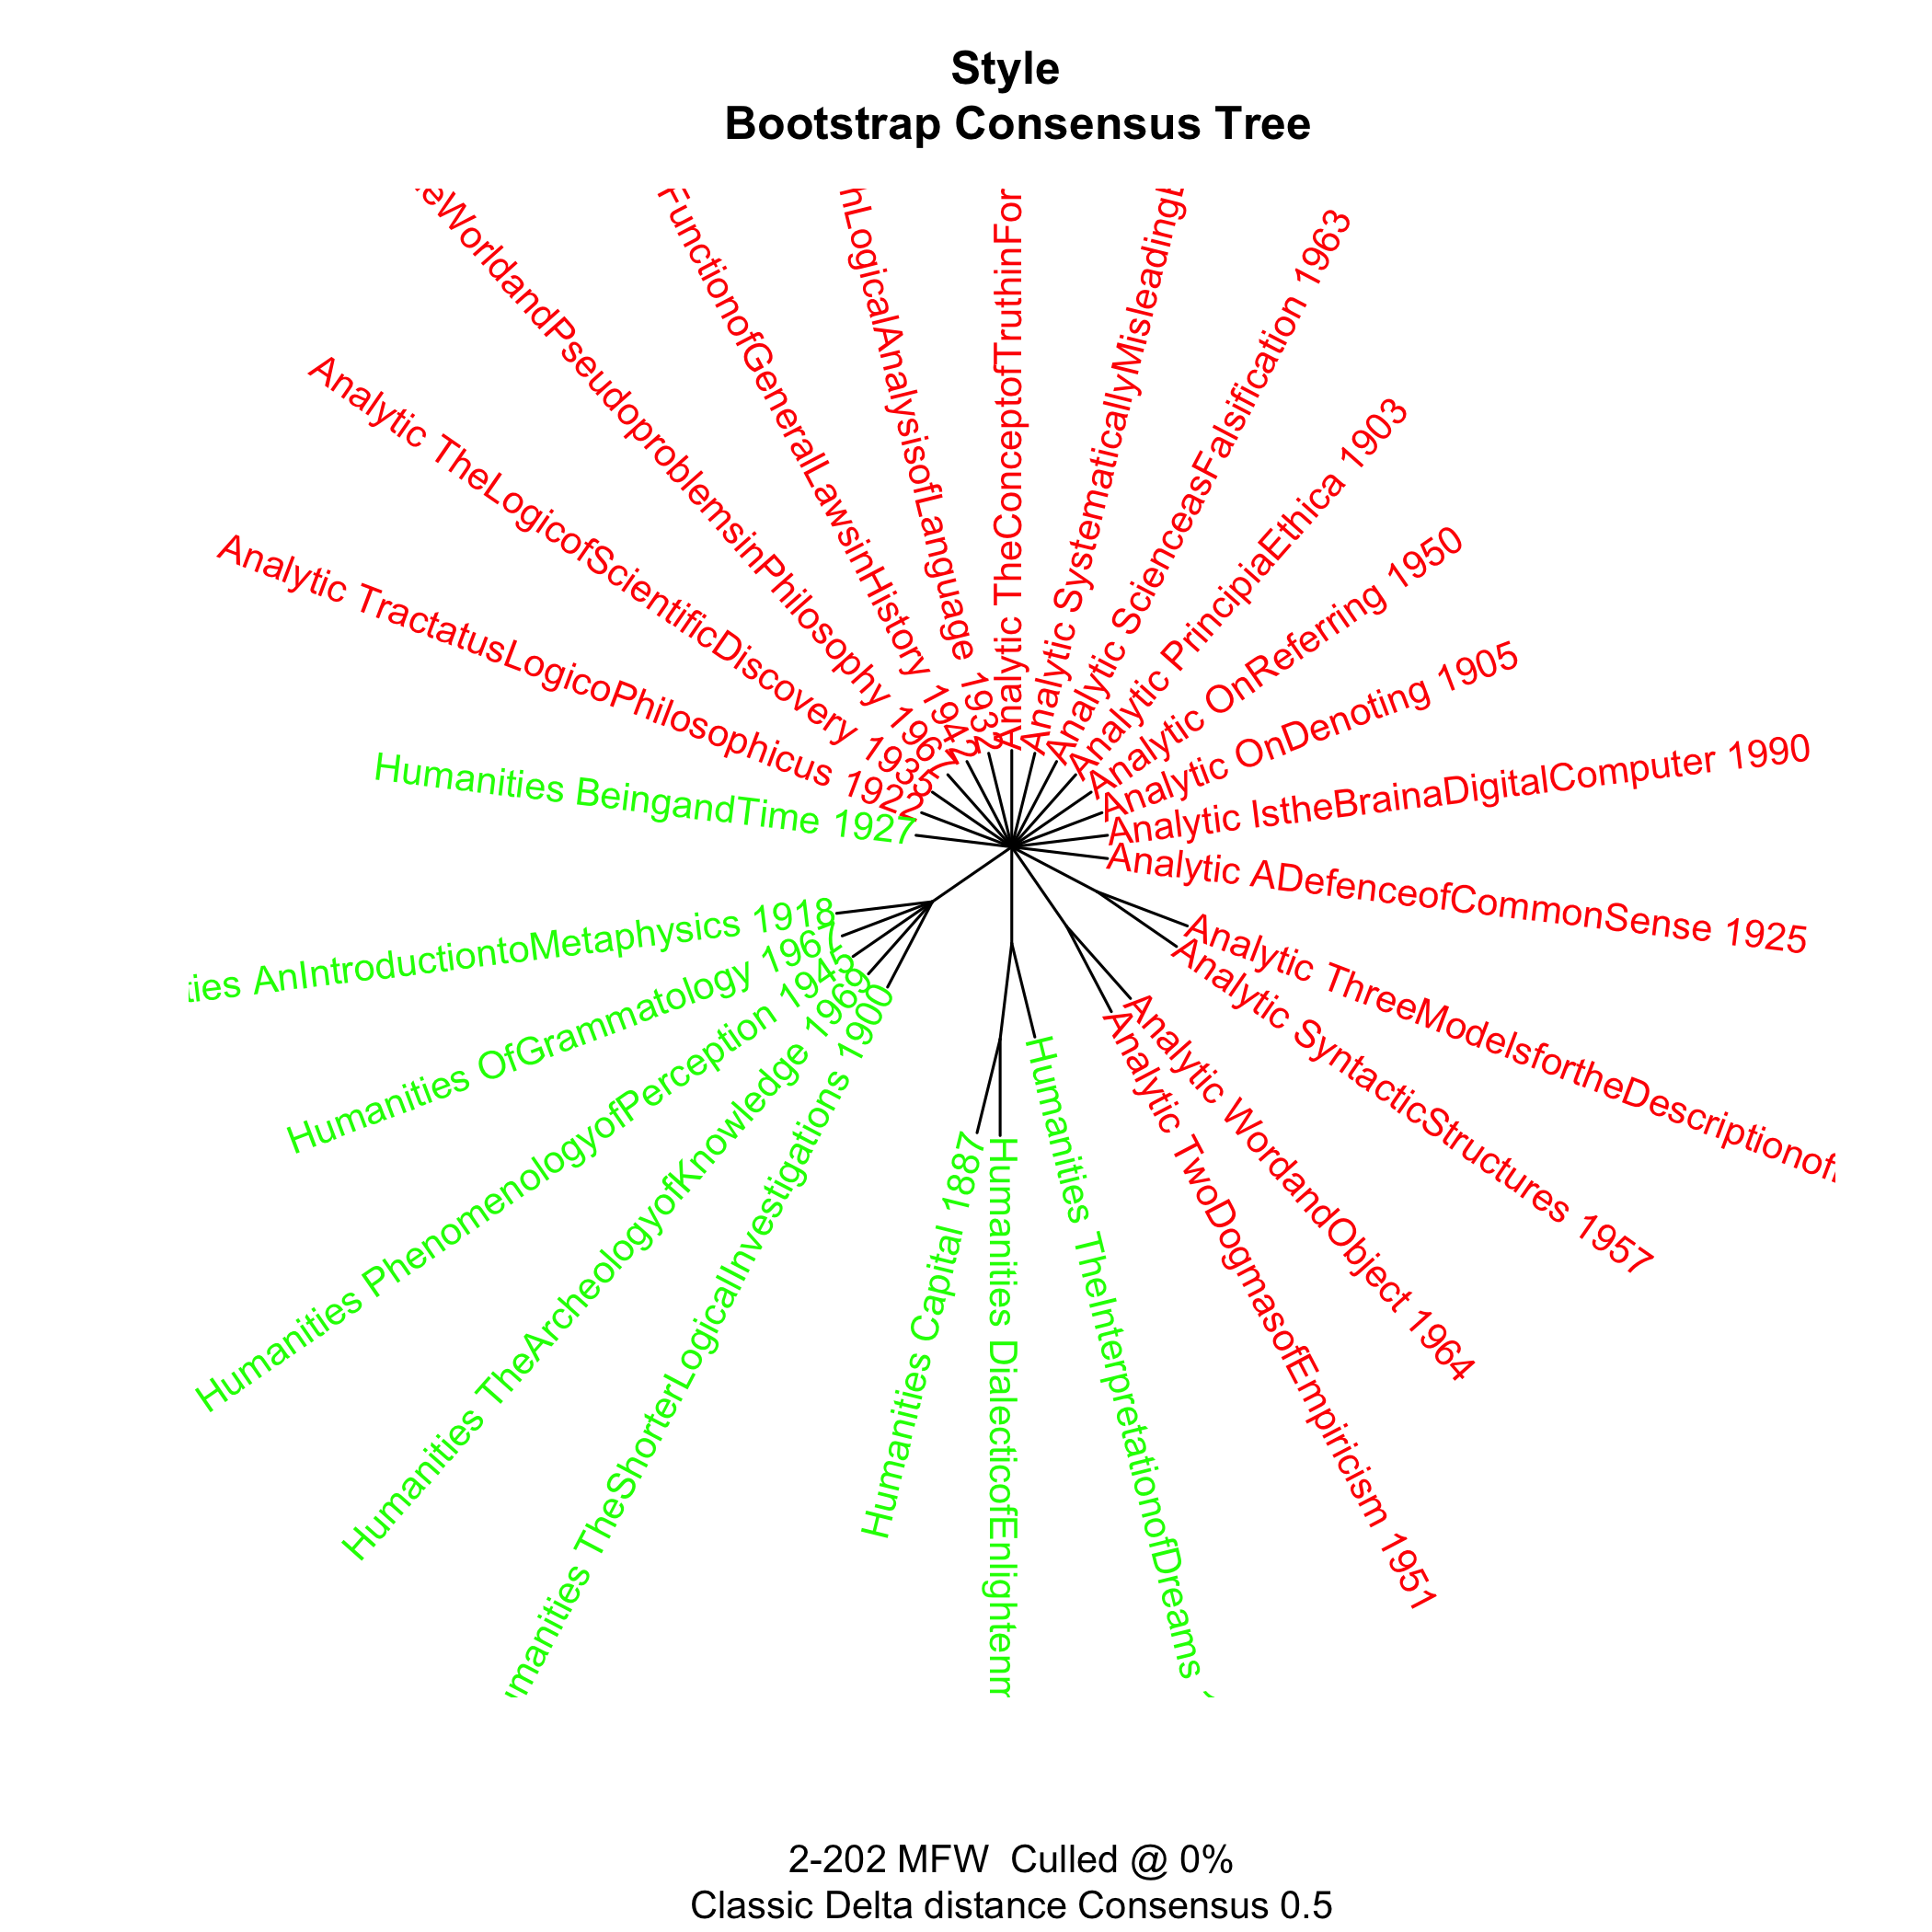 Style
Bootstrap Consensus Tree
eWorldandPseudoproblemsinPhilosophy 1967
FunctionofGeneralLawsinHistory 1942
nLogicalAnalysisofLanguage 1932
Analytic TheConceptofTruthinFor
Analytic SystematicallyMisleading
Analytic ScienceasFalsification 1963
Analytic PrincipiaEthica 1903
Analytic OnReferring 1950
Analytic OnDenoting 1905
Analytic IstheBrainaDigitalComputer 1990
Analytic ADefenceofCommonSense 1925
Analytic ThreeModelsfortheDescriptionof
Analytic SyntacticStructures 1957
Analytic WordandObject 1964
Analytic TwoDogmasofEmpiricism 1951
Humanities TheInterpretationofDreams
Humanities DialecticofEnlightenm
Humanities Capital 1887
manities TheShorterLogicalInvestigations 1900
Humanities TheArcheologyofKnowledge 1969
Humanities PhenomenologyofPerception 1945
Humanities OfGrammatology 1967
ties AnIntroductiontoMetaphysics 1918
Humanities BeingandTime 1927
Analytic TractatusLogicoPhilosophicus 1922
Analytic TheLogicofScientificDiscovery 1935
2-202 MFW Culled @ 0%
Classic Delta distance Consensus 0.5